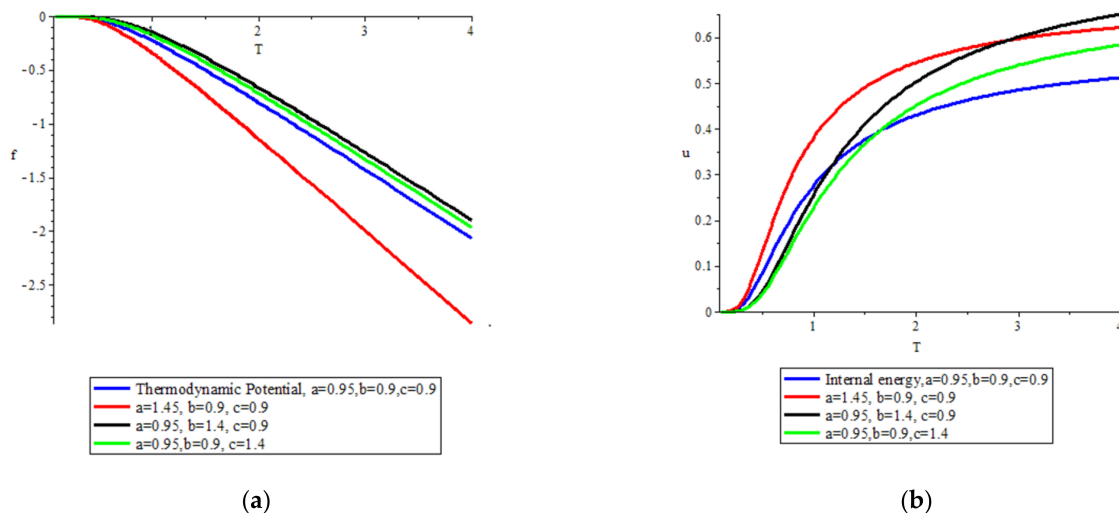 0
1
2
3
4
T
-0.5
-1
f
-1.5
-2
-2.5
Thermodynamic Potential, a=0.95,b=0.9,c=0.9
a=1.45, b=0.9, c=0.9
a=0.95, b=1.4, c=0.9
a=0.95,b=0.9, c=1.4
(a)
0.6
0.5
0.4
u
0.3
0.2
0.1
0
1
2
3
4
T
Internal energy,a=0.95,b=0.9,c=0.9
a=1.45, b=0.9, c=0.9
a=0.95, b=1.4, c=0.9
a=0.95,b=0.9, c=1.4
(b)